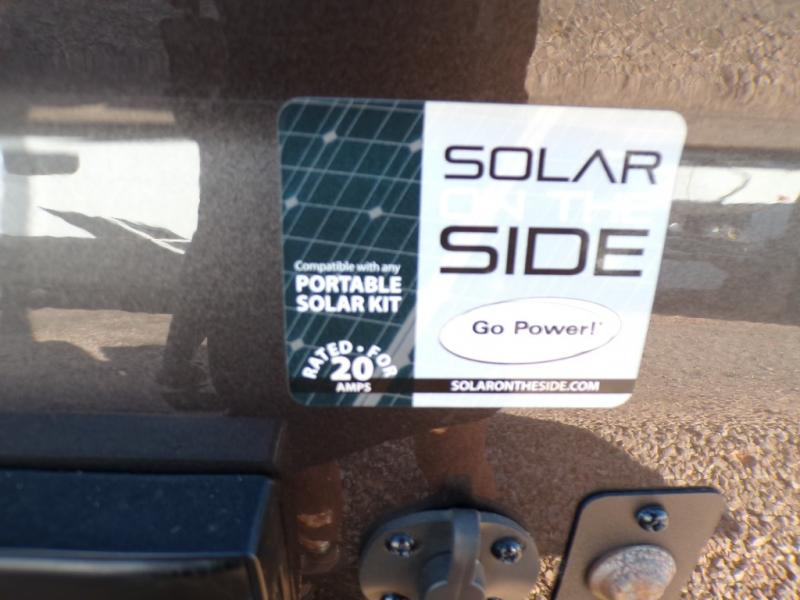 SOLAR
ON THE
SIDE
Go Power!
SOLARONTHESIDE.COM
Compatible with any
PORTABLE
SOLAR KIT
RATED • FOR
20
AMPS